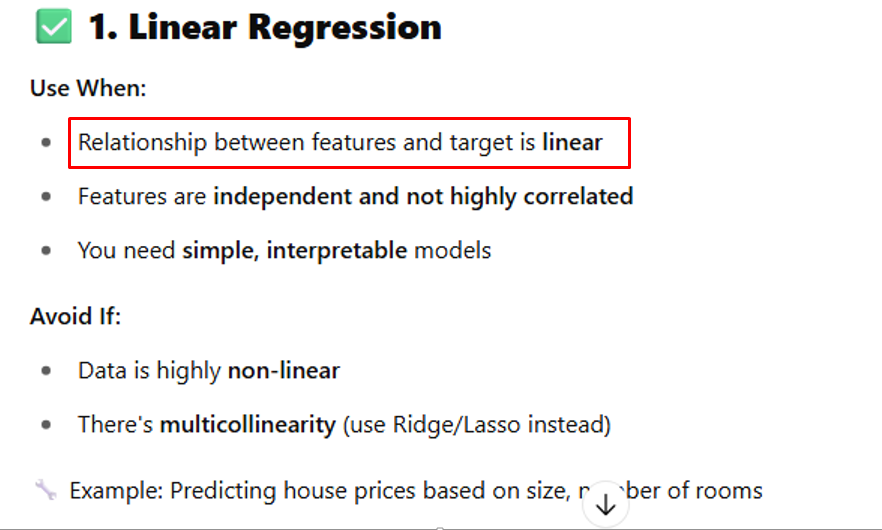 ✅ 1. Linear Regression
Use When:
• Relationship between features and target is linear
• Features are independent and not highly correlated
• You need simple, interpretable models
Avoid If:
• Data is highly non-linear
• There's multicollinearity (use Ridge/Lasso instead)
🔧 Example: Predicting house prices based on size, of rooms